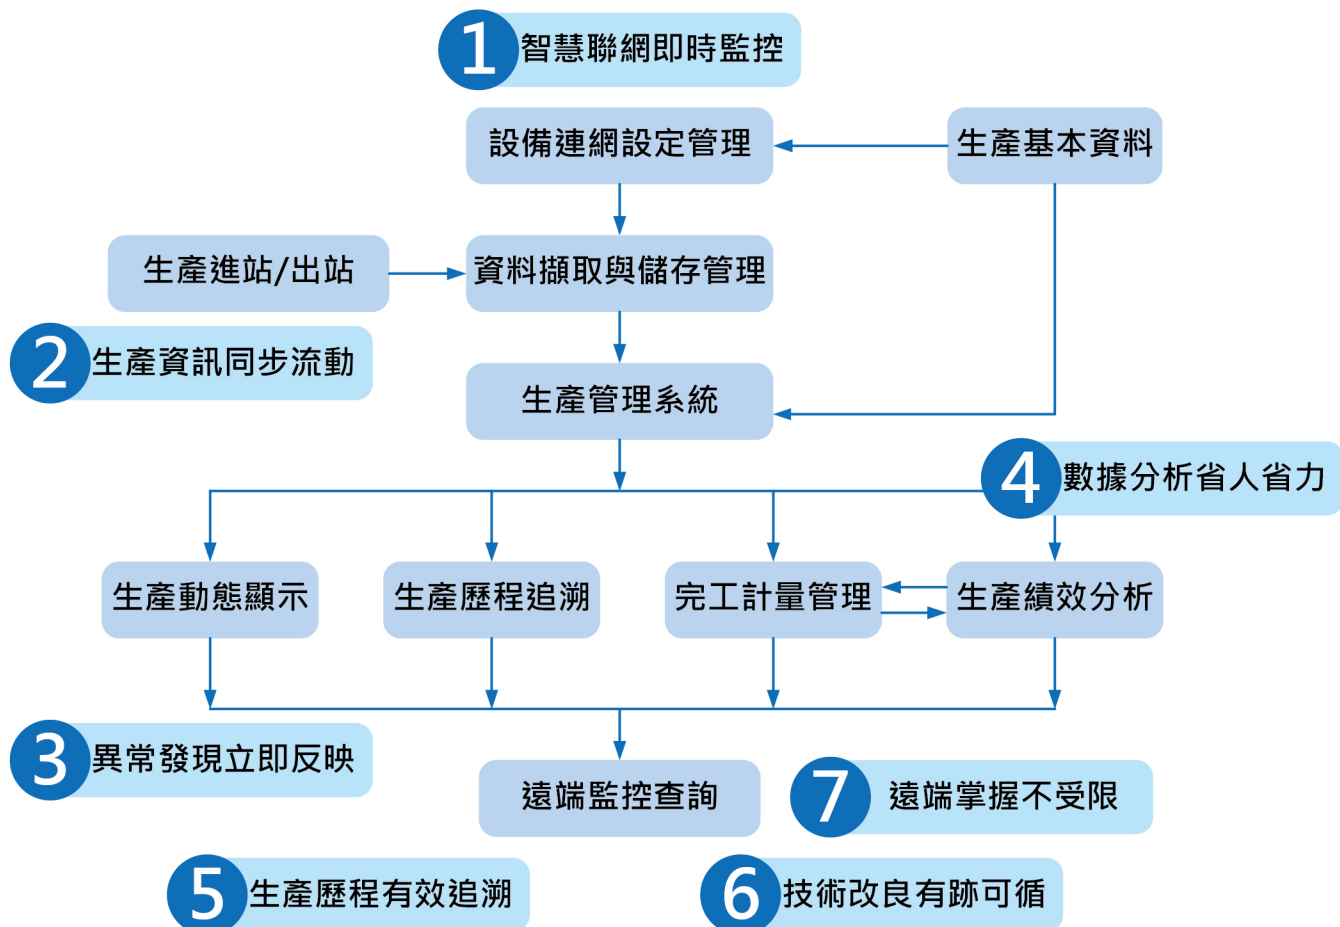 1 智慧聯網即時監控
設備連網設定管理
生產基本資料
生產進站/出站
資料擷取與儲存管理
2 生產資訊同步流動
生產管理系統
4 數據分析省人省力
生產動態顯示
生產歷程追溯
完工計量管理
生產績效分析
3 異常發現立即反映
遠端監控查詢
7 遠端掌握不受限
5 生產歷程有效追溯
6 技術改良有跡可循